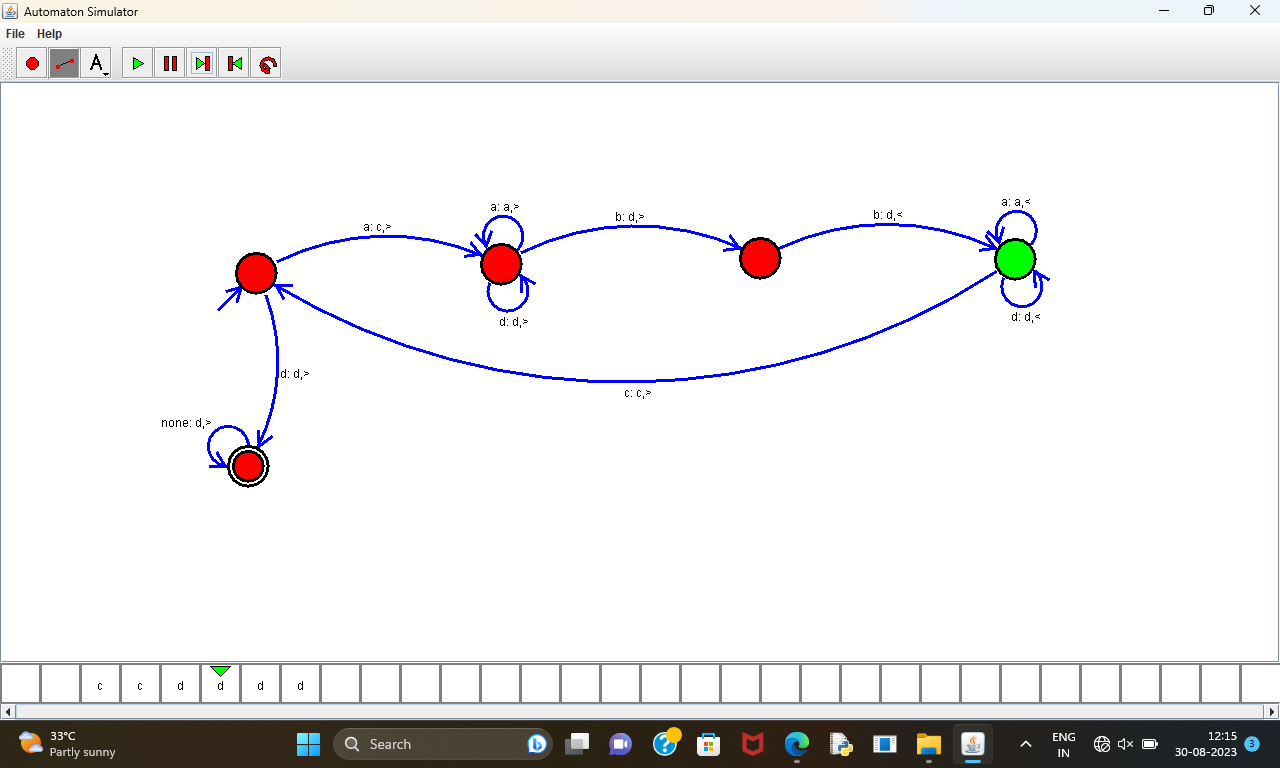 Automaton Simulator
File Help
A
a: a,>
a: a,<
b: d,>
b: d,<
a: c,>
d: d,>
d: d,<
d: d,>
c: c,>
none: d,>
c c d d d d
33°C
Partly sunny
Search
ENG
IN
12:15
30-08-2023
3